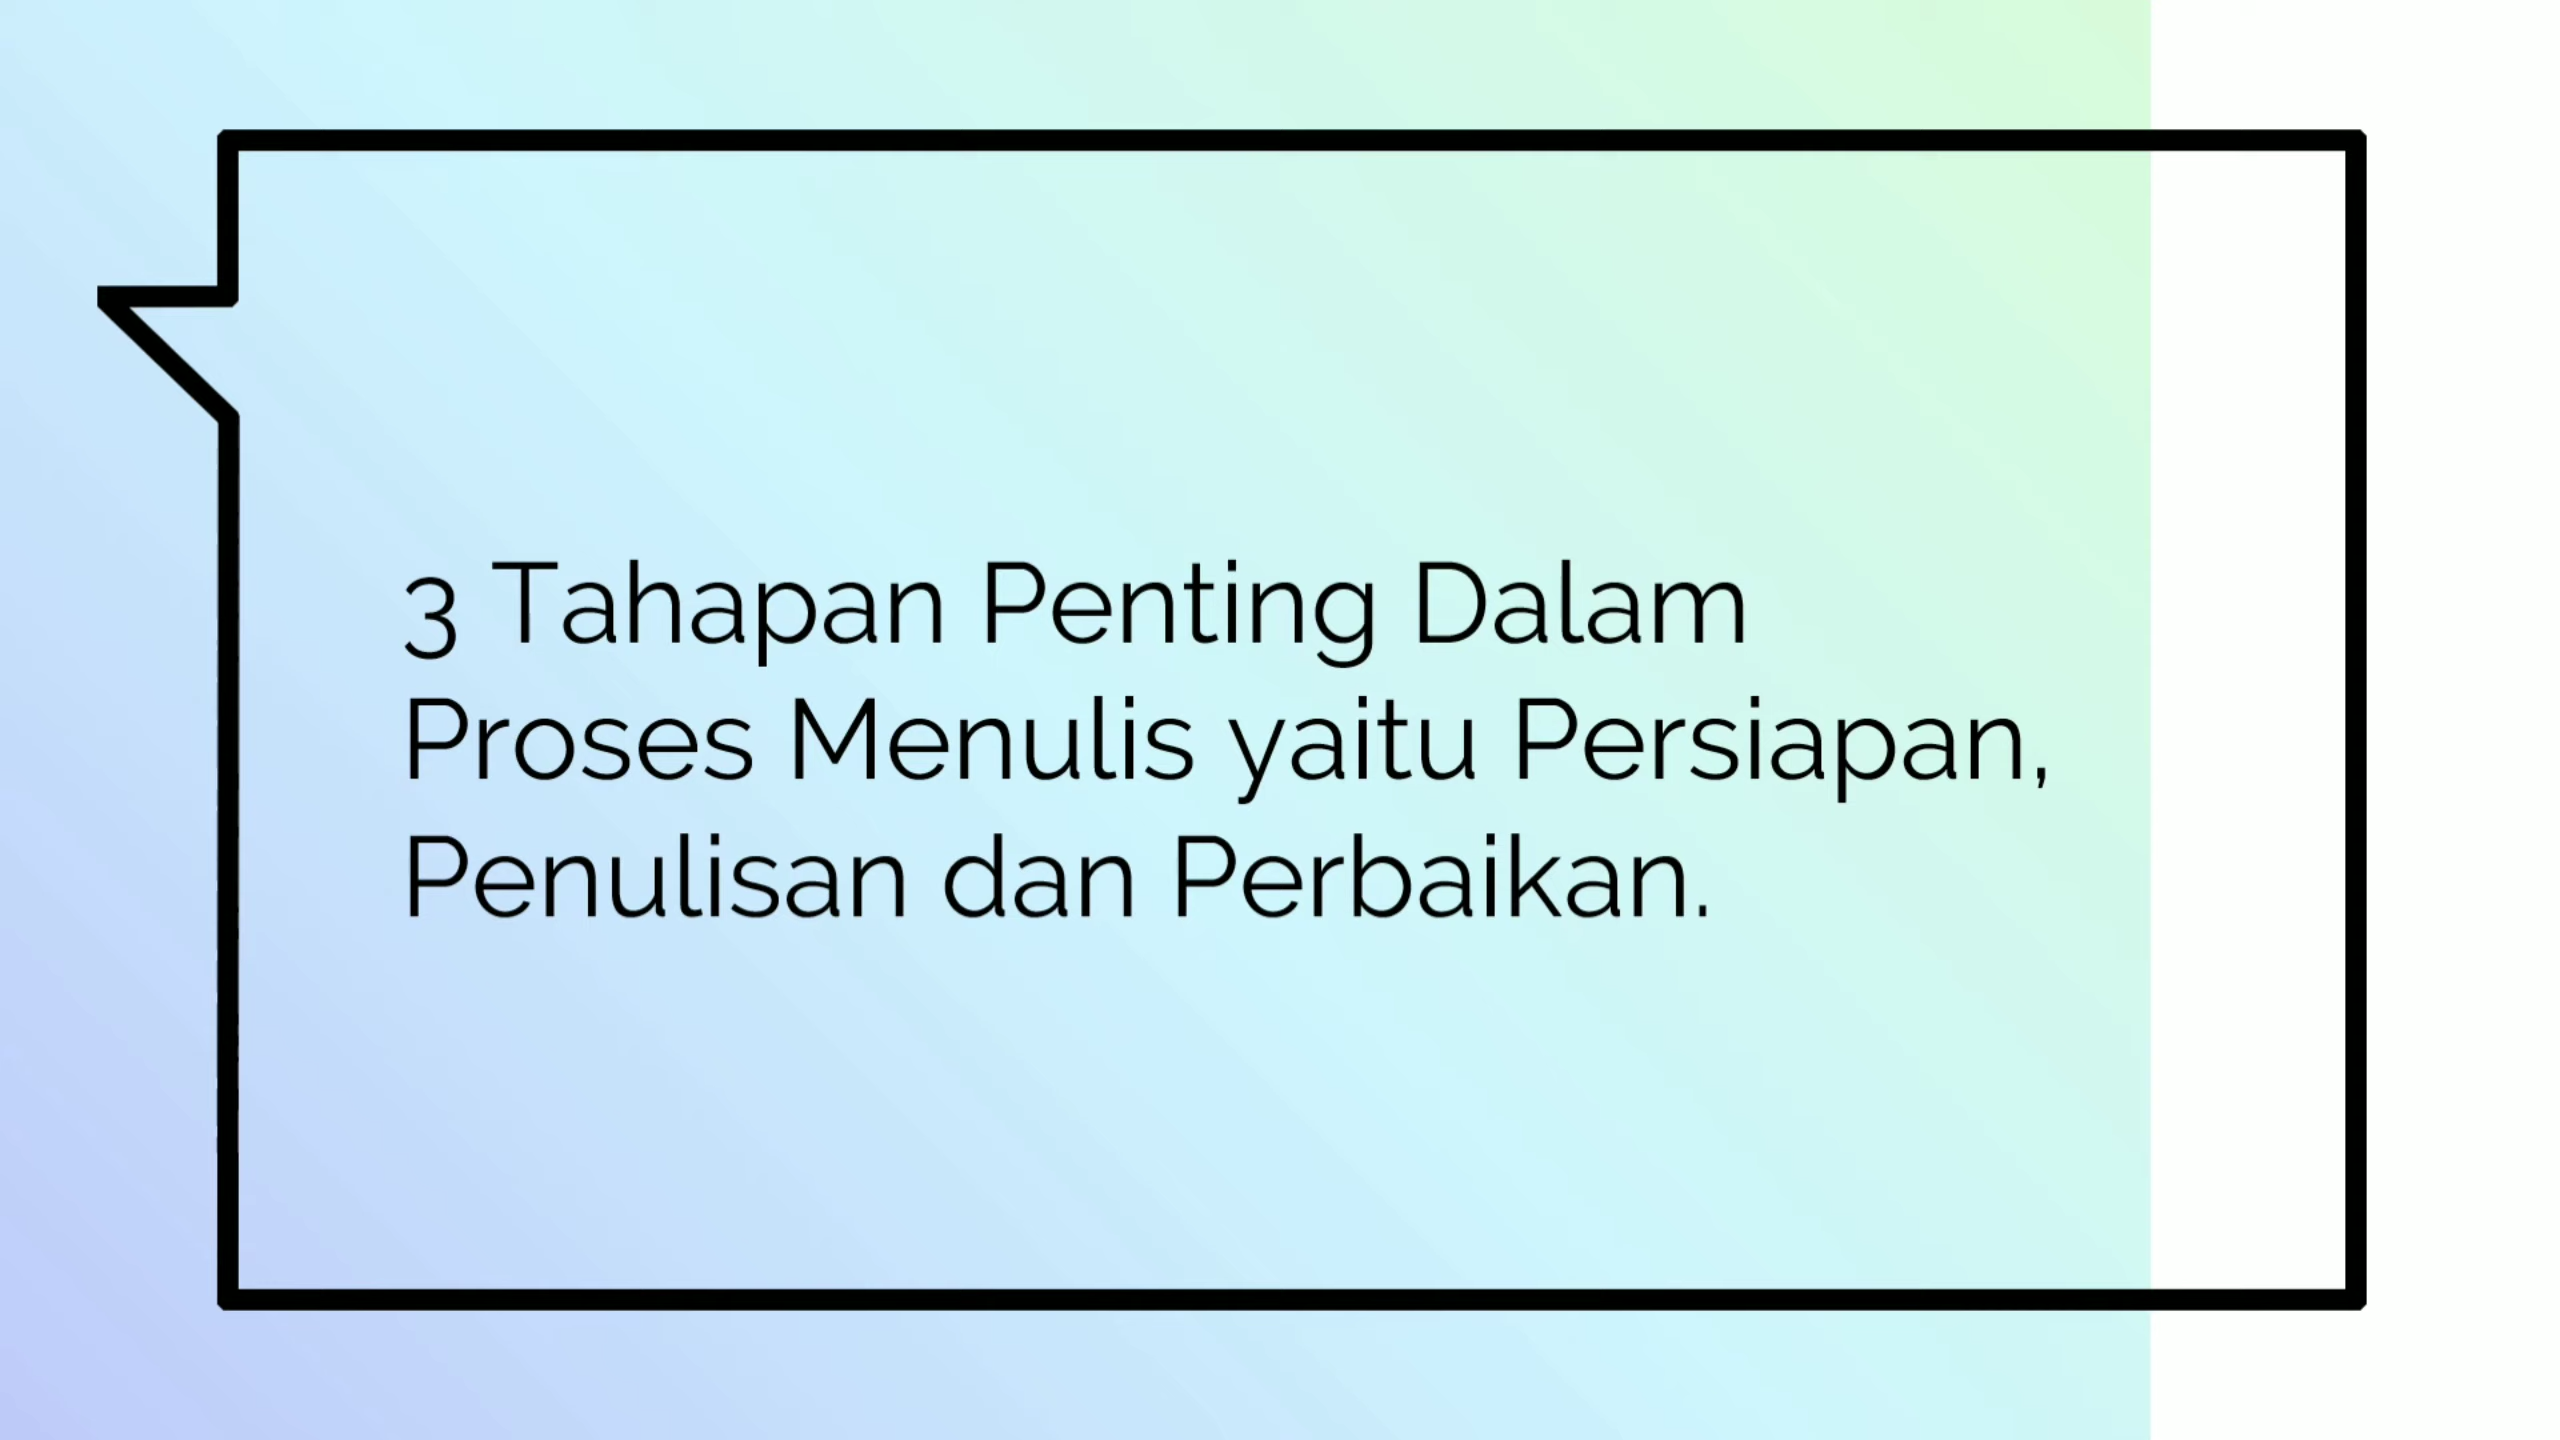 3 Tahapan Penting Dalam
Proses Menulis yaitu Persiapan,
Penulisan dan Perbaikan.